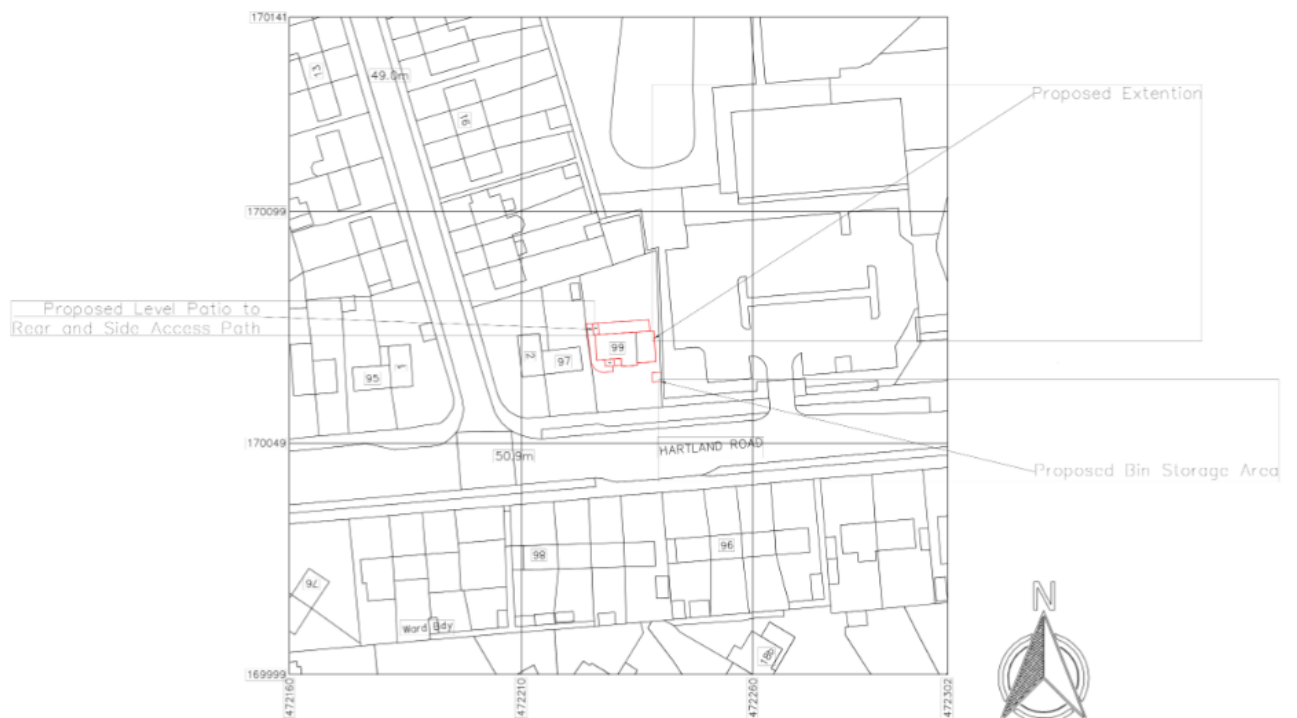 170141
13
49.0m
16
Proposed Extention
170099
Proposed Level Patio to
Rear and Side Access Path
99
2
97
95
1
170049
50.9m
HARTLAND ROAD
Proposed Bin Storage Area
98
96
76
Ward Bdy
18b
169999
472160
472210
472260
472302
N